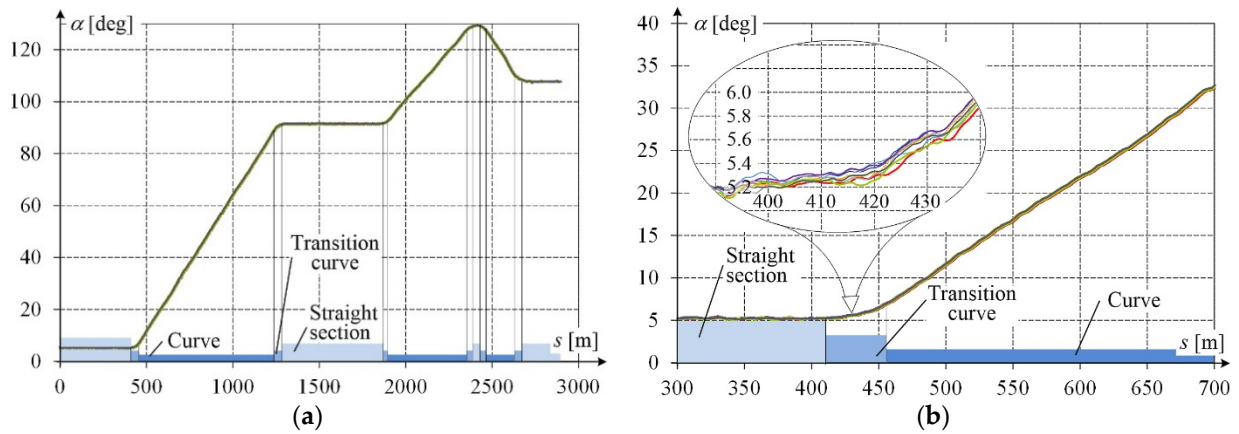 α [deg]
120
100
80
60
40
20
0
Transition
curve
Straight
section
Curve
s [m]
0 500 1000 1500 2000 2500 3000
(a)
α [deg]
40
35
30
25
20
15
10
5
0
6.0
5.6
5.4
5.2
400 410 420 430
Straight
section
Transition
curve
Curve
s [m]
300 350 400 450 500 550 600 650 700
(b)